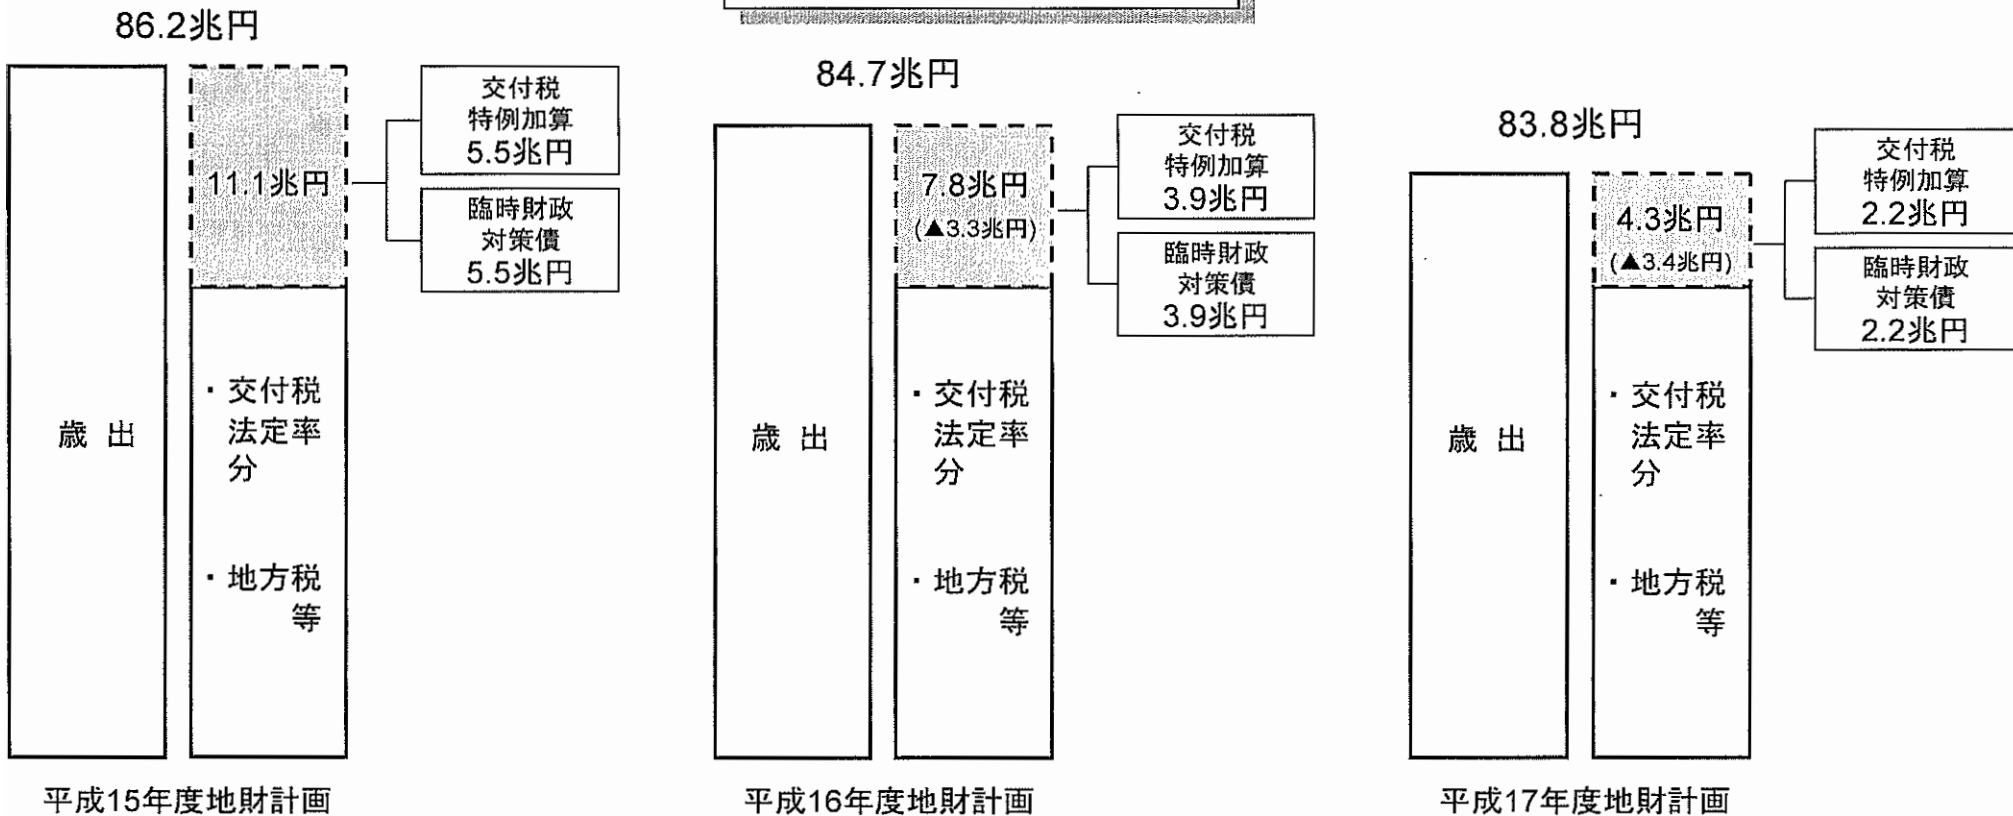 86.2兆円
11.1兆円
交付税
特例加算
5.5兆円
臨時財政
対策債
5.5兆円
歳 出
・ 交付税
法定率
分
・ 地方税
等
平成15年度地財計画
84.7兆円
7.8兆円
(▲3.3兆円)
交付税
特例加算
3.9兆円
臨時財政
対策債
3.9兆円
歳 出
・ 交付税
法定率
分
・ 地方税
等
平成16年度地財計画
83.8兆円
4.3兆円
(▲3.4兆円)
交付税
特例加算
2.2兆円
臨時財政
対策債
2.2兆円
歳 出
・ 交付税
法定率
分
・ 地方税
等
平成17年度地財計画